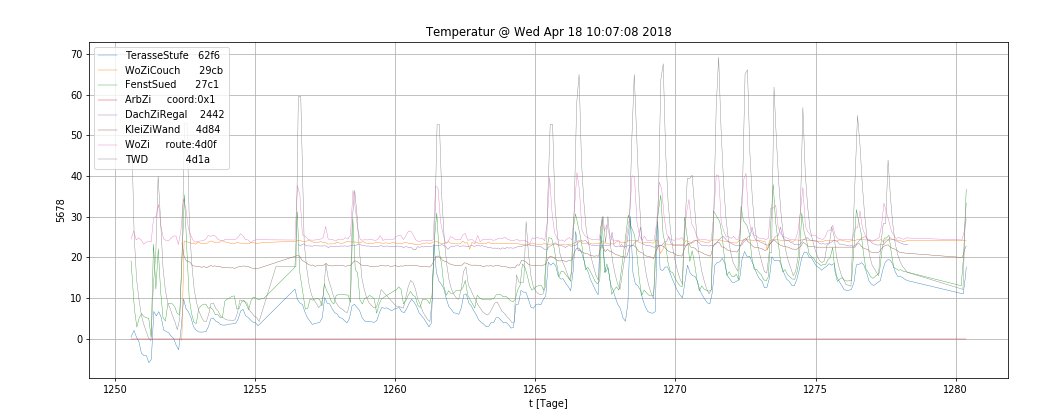 Temperatur @ Wed Apr 18 10:07:08 2018
70
60
50
40
30
20
10
0
5678
TerasseStufe 62f6
WoZiCouch 29cb
FenstSued 27c1
ArbZi coord:0x1
DachZiRegal 2442
KleiZiWand 4d84
WoZi route:4d0f
TWD 4d1a
1250 1255 1260 1265 1270 1275 1280
t [Tage]